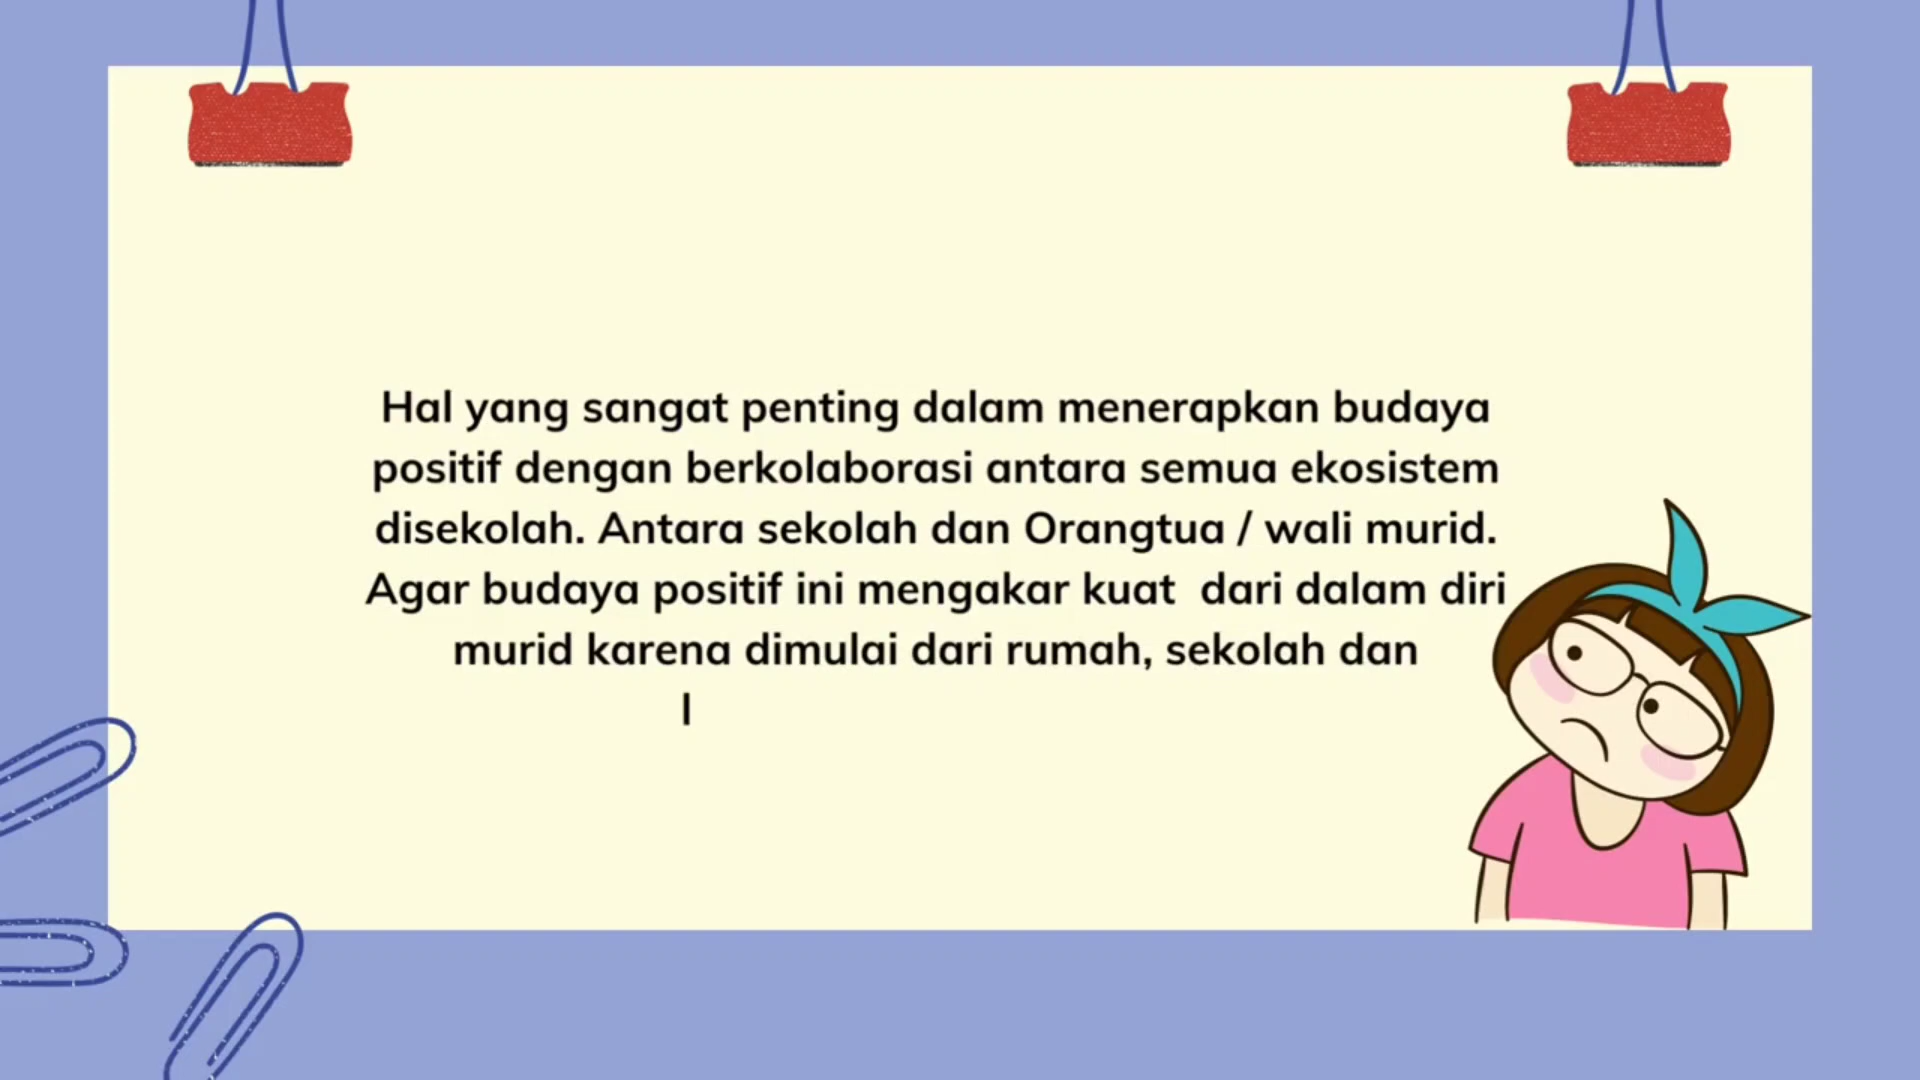 Hal yang sangat penting dalam menerapkan budaya
positif dengan berkolaborasi antara semua ekosistem
disekolah. Antara sekolah dan Orangtua / wali murid.
Agar budaya positif ini mengakar kuat  dari dalam diri
murid karena dimulai dari rumah, sekolah dan
l